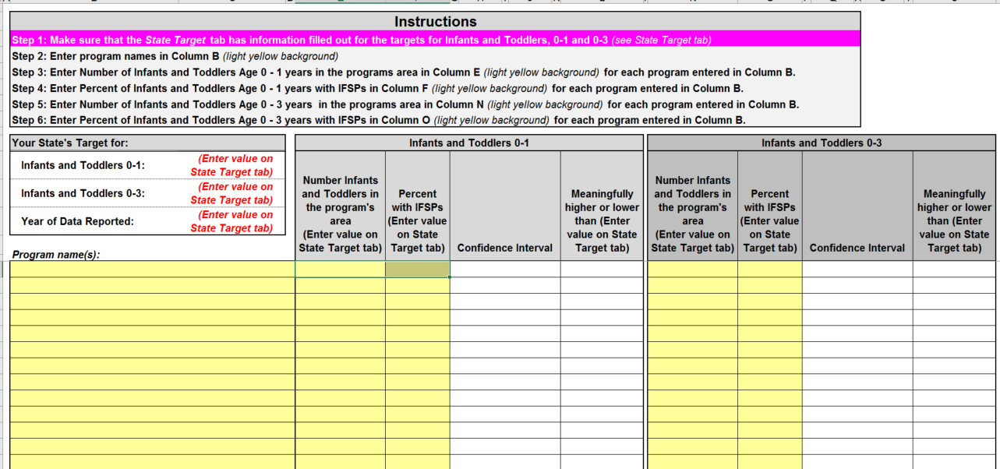 Instructions
Step 1: Make sure that the State Target tab has information filled out for the targets for Infants and Toddlers, 0-1 and 0-3 (see State Target tab)
Step 2: Enter program names in Column B (light yellow background)
Step 3: Enter Number of Infants and Toddlers Age 0 - 1 years in the programs area in Column E (light yellow background) for each program entered in Column B.
Step 4: Enter Percent of Infants and Toddlers Age 0 - 1 years with IFSPs in Column F (light yellow background) for each program entered in Column B.
Step 5: Enter Number of Infants and Toddlers Age 0 - 3 years in the programs area in Column N (light yellow background) for each program entered in Column B.
Step 6: Enter Percent of Infants and Toddlers Age 0 - 3 years with IFSPs in Column O (light yellow background) for each program entered in Column B.
Your State's Target for:
Infants and Toddlers 0-1:
(Enter value on
State Target tab)
Infants and Toddlers 0-3:
(Enter value on
State Target tab)
Year of Data Reported:
(Enter value on
State Target tab)
Program name(s):
Infants and Toddlers 0-1
Number Infants
and Toddlers in
the program's
area
(Enter value on
State Target tab)
Percent
with IFSPs
(Enter value
on State
Target tab)
Confidence Interval
Meaningfully
higher or lower
than (Enter
value on State
Target tab)
Infants and Toddlers 0-3
Number Infants
and Toddlers in
the program's
area
(Enter value on
State Target tab)
Percent
with IFSPs
(Enter value
on State
Target tab)
Confidence Interval
Meaningfully
higher or lower
than (Enter
value on State
Target tab)